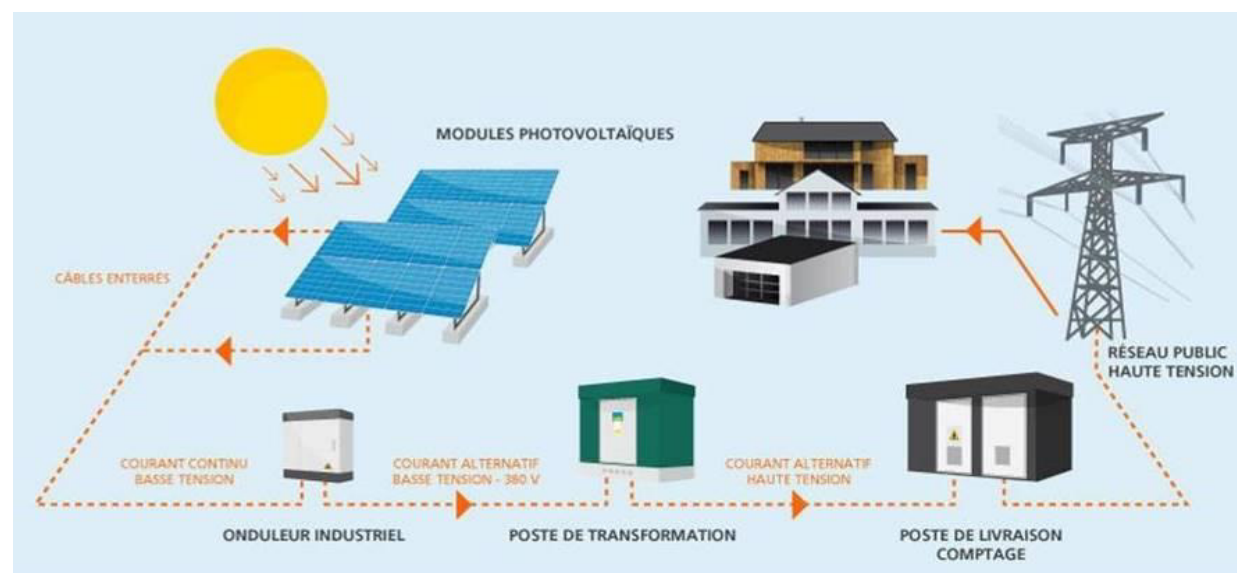 MODULES PHOTOVOLTAÏQUES
CÂBLES ENTERRÉS
RÉSEAU PUBLIC
HAUTE TENSION
COURANT CONTINU
BASSE TENSION
COURANT ALTERNATIF
BASSE TENSION - 380 V
COURANT ALTERNATIF
HAUTE TENSION
ONDULEUR INDUSTRIEL
POSTE DE TRANSFORMATION
POSTE DE LIVRAISON
COMPTAGE